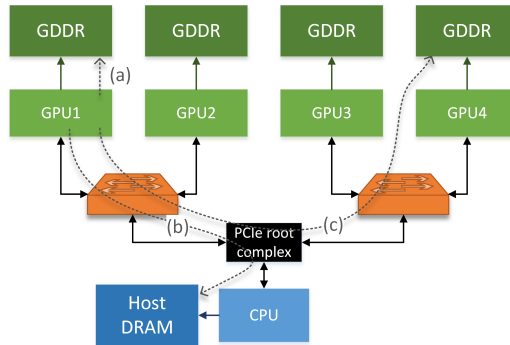 GDDR
GDDR
GDDR
GDDR
(a)
GPU1
GPU2
GPU3
GPU4
(b)
(c)
PCIe root
complex
Host
DRAM
CPU